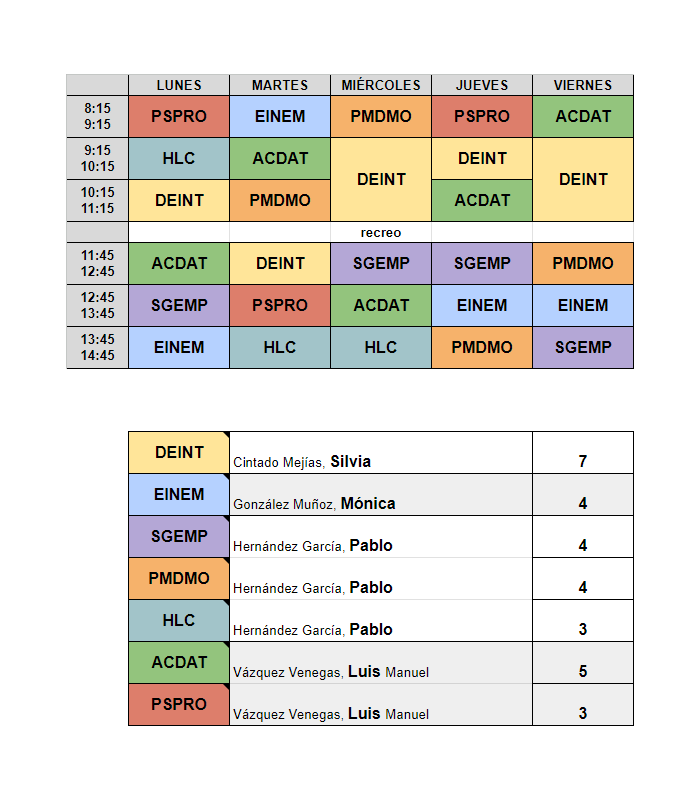 LUNES MARTES MIÉRCOLES JUEVES VIERNES
8:15
9:15
PSPRO EINEM PMDMO PSPRO ACDAT
9:15
10:15
HLC ACDAT DEINT DEINT DEINT
10:15
11:15
DEINT PMDMO ACDAT
recreo
11:45
12:45
ACDAT DEINT SGEMP SGEMP PMDMO
12:45
13:45
SGEMP PSPRO ACDAT EINEM EINEM
13:45
14:45
EINEM HLC HLC PMDMO SGEMP
DEINT Cintado Mejías, Silvia 7
EINEM González Muñoz, Mónica 4
SGEMP Hernández García, Pablo 4
PMDMO Hernández García, Pablo 4
HLC Hernández García, Pablo 3
ACDAT Vázquez Venegas, Luis Manuel 5
PSPRO Vázquez Venegas, Luis Manuel 3